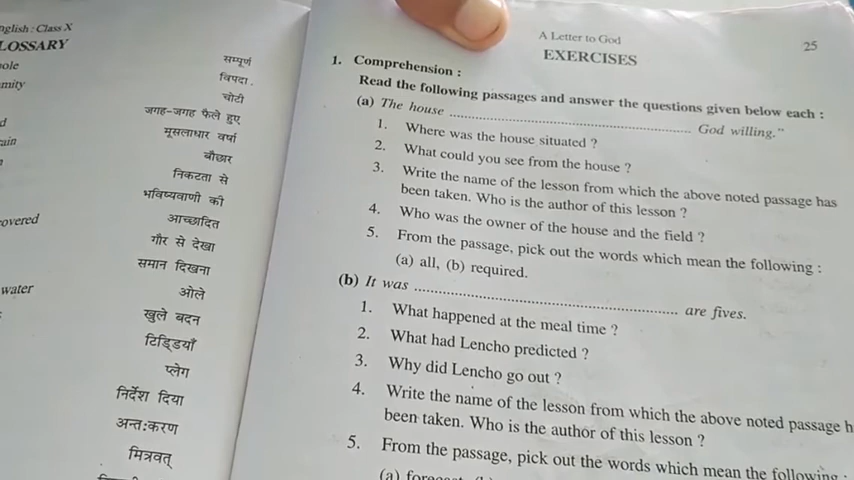 nglish : Class X
LOSSARY
ole
mity
d
ain
overed
water
सम्पूर्ण
विपदा.
चोटी
जगह-जगह फैले हुए
मूसलाधार वर्षा
बौछार
निकटता से
भविष्यवाणी की
आच्छादित
गौर से देखा
समान दिखना
ओले
खुले बदन
टिड्डियाँ
प्लेग
निर्देश दिया
अन्तःकरण
मित्रवत्
A Letter to God
25
EXERCISES
1. Comprehension :
Read the following passages and answer the questions given below each :
(a) The house ........................................................ God willing."
1. Where was the house situated ?
2. What could you see from the house ?
3. Write the name of the lesson from which the above noted passage has
been taken. Who is the author of this lesson ?
4. Who was the owner of the house and the field ?
5. From the passage, pick out the words which mean the following :
(a) all, (b) required.
(b) It was ............................................................ are fives.
1. What happened at the meal time ?
2. What had Lencho predicted ?
3. Why did Lencho go out ?
4. Write the name of the lesson from which the above noted passage h
been taken. Who is the author of this lesson ?
5. From the passage, pick out the words which mean the following :
(a)